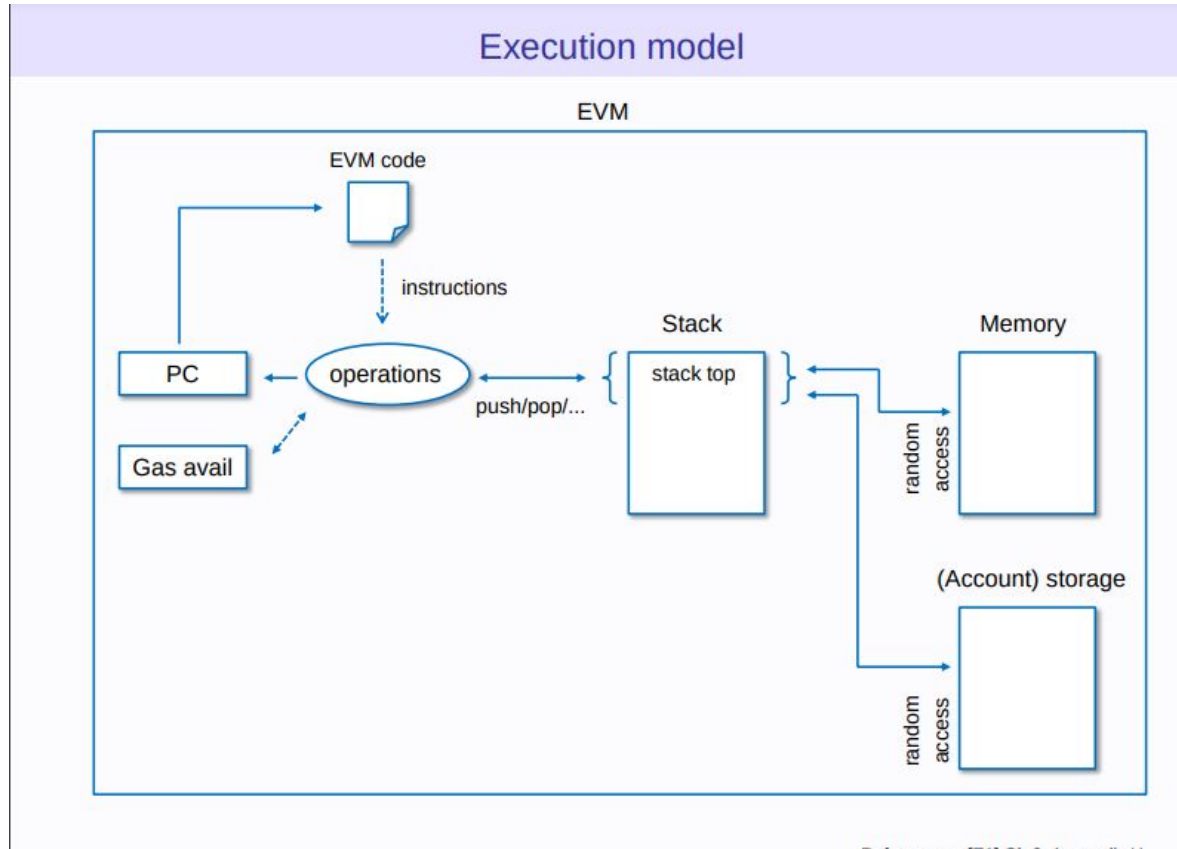 Execution model
EVM
EVM code
instructions
Stack
Memory
PC
operations
stack top
push/pop/...
Gas avail
random
access
(Account) storage
random
access